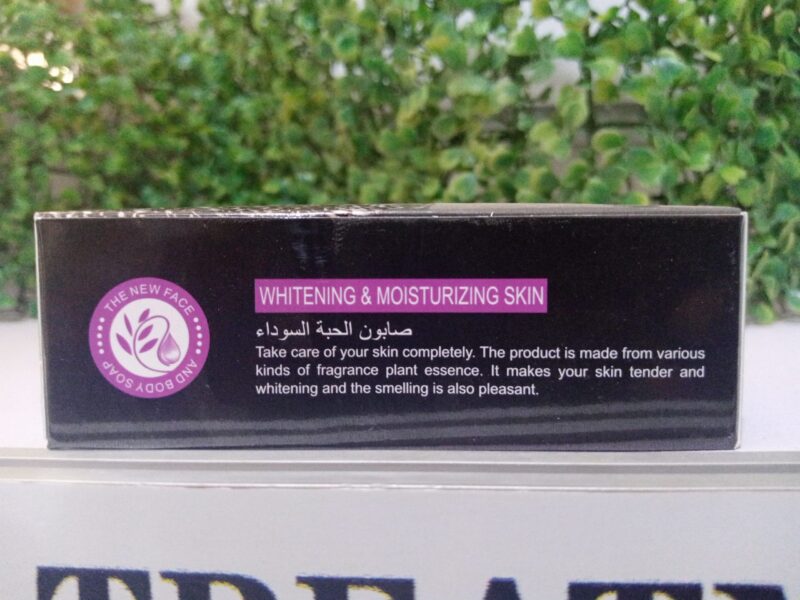 THE NEW FACE
AND BODY SOAP
WHITENING & MOISTURIZING SKIN
صابون الحبة السوداء
Take care of your skin completely. The product is made from various
kinds of fragrance plant essence. It makes your skin tender and
whitening and the smelling is also pleasant.